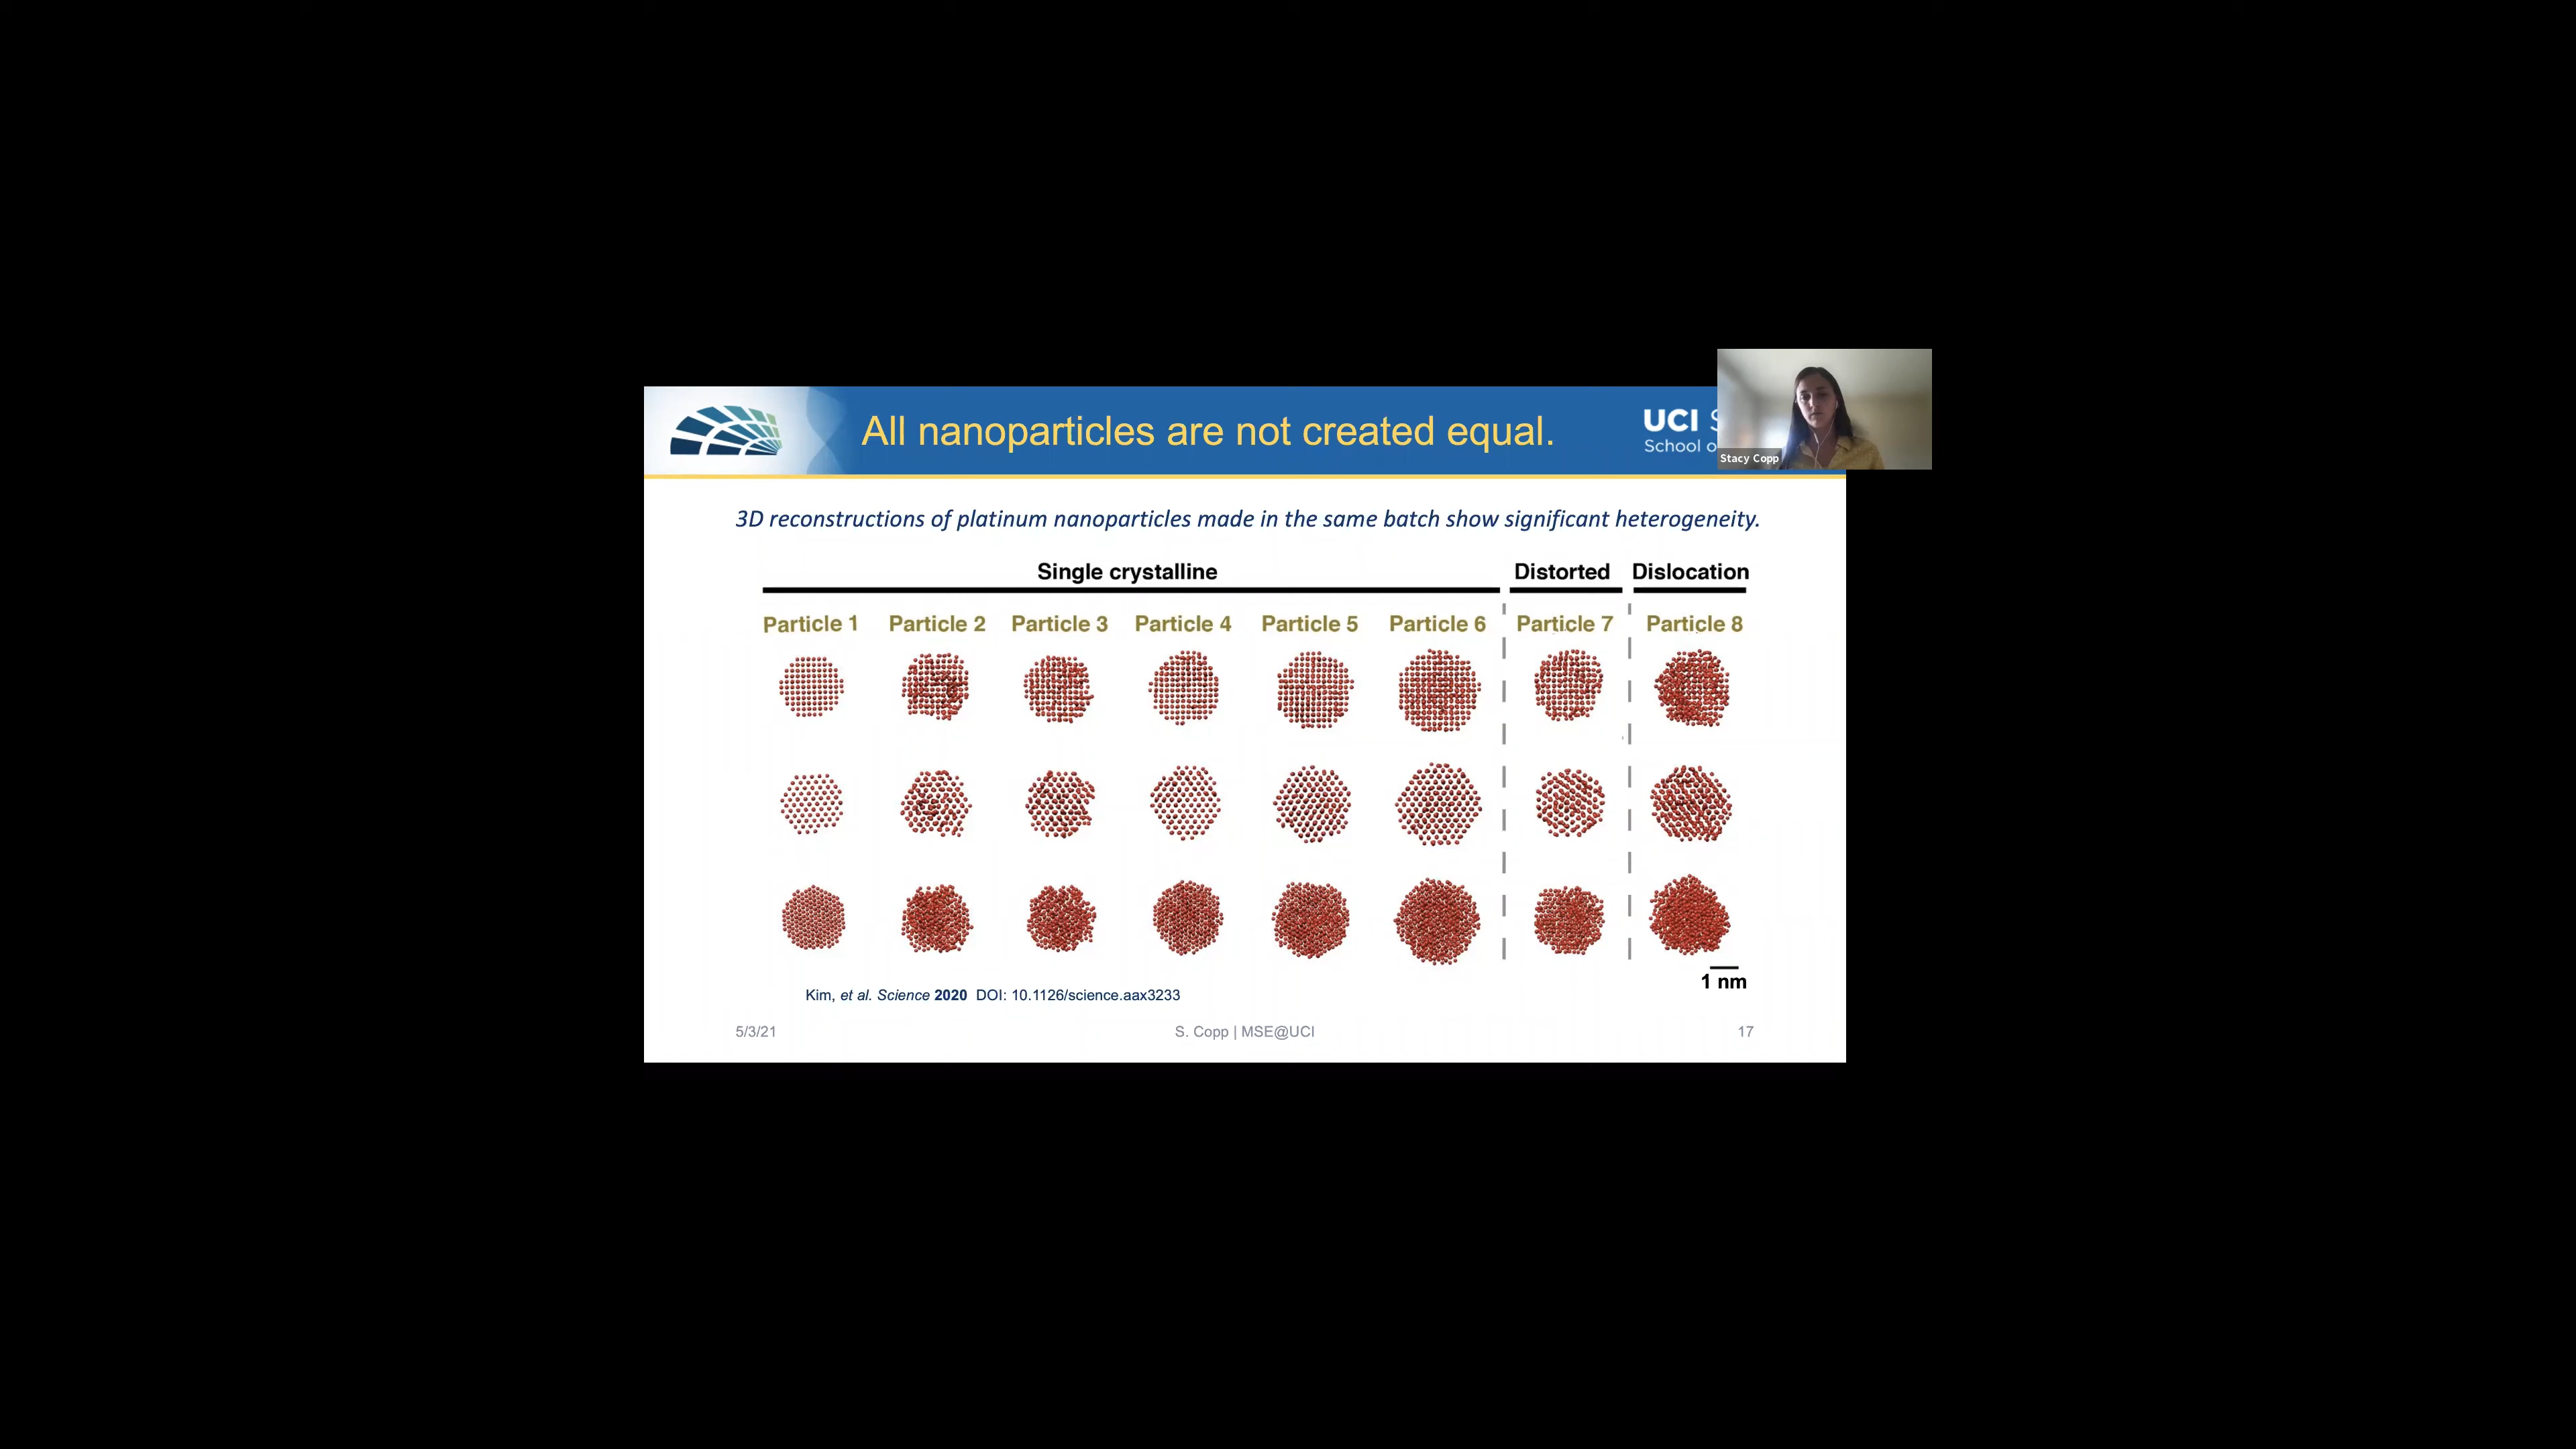 All nanoparticles are not created equal.
UCI
School
Stacy Copp
3D reconstructions of platinum nanoparticles made in the same batch show significant heterogeneity.
Single crystalline Distorted Dislocation
Particle 1 Particle 2 Particle 3 Particle 4 Particle 5 Particle 6 Particle 7 Particle 8
1 nm
Kim, et al. Science 2020 DOI: 10.1126/science.aax3233
5/3/21 S. Copp | MSE@UCI 17